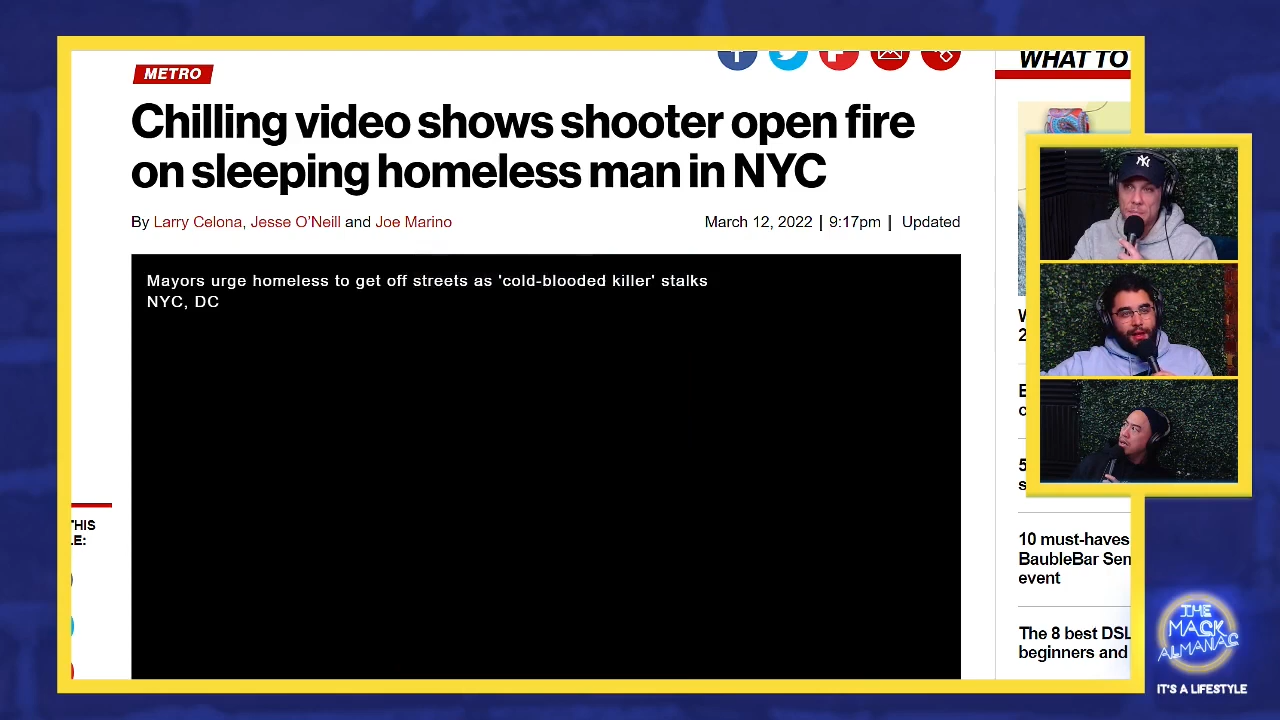 METRO
WHAT TO
Chilling video shows shooter open fire
on sleeping homeless man in NYC
By Larry Celona, Jesse O'Neill and Joe Marino
March 12, 2022 | 9:17pm | Updated
Mayors urge homeless to get off streets as 'cold-blooded killer' stalks
NYC, DC
THIS
LE:
10 must-haves
BaubleBar Sem
event
The 8 best DSL
beginners and
THE
MACK
ALMANAC
IT'S A LIFESTYLE